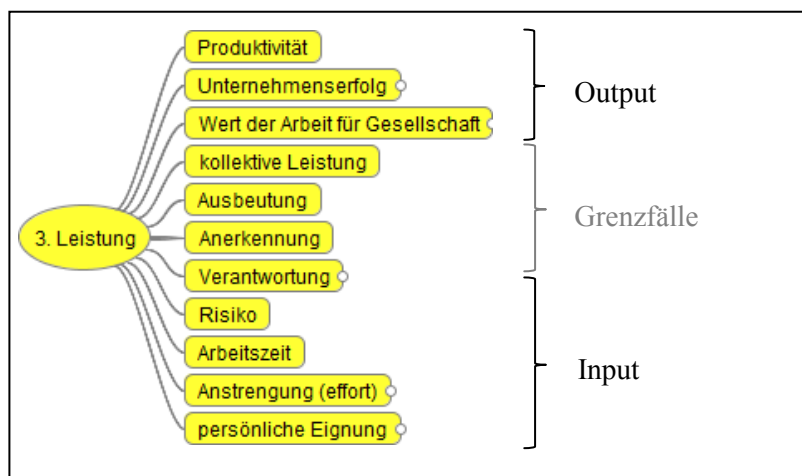 Produktivität
Unternehmenserfolg
Wert der Arbeit für Gesellschaft
Output
kollektive Leistung
Ausbeutung
Anerkennung
Verantwortung
Grenzfälle
3. Leistung
Risiko
Arbeitszeit
Anstrengung (effort)
persönliche Eignung
Input